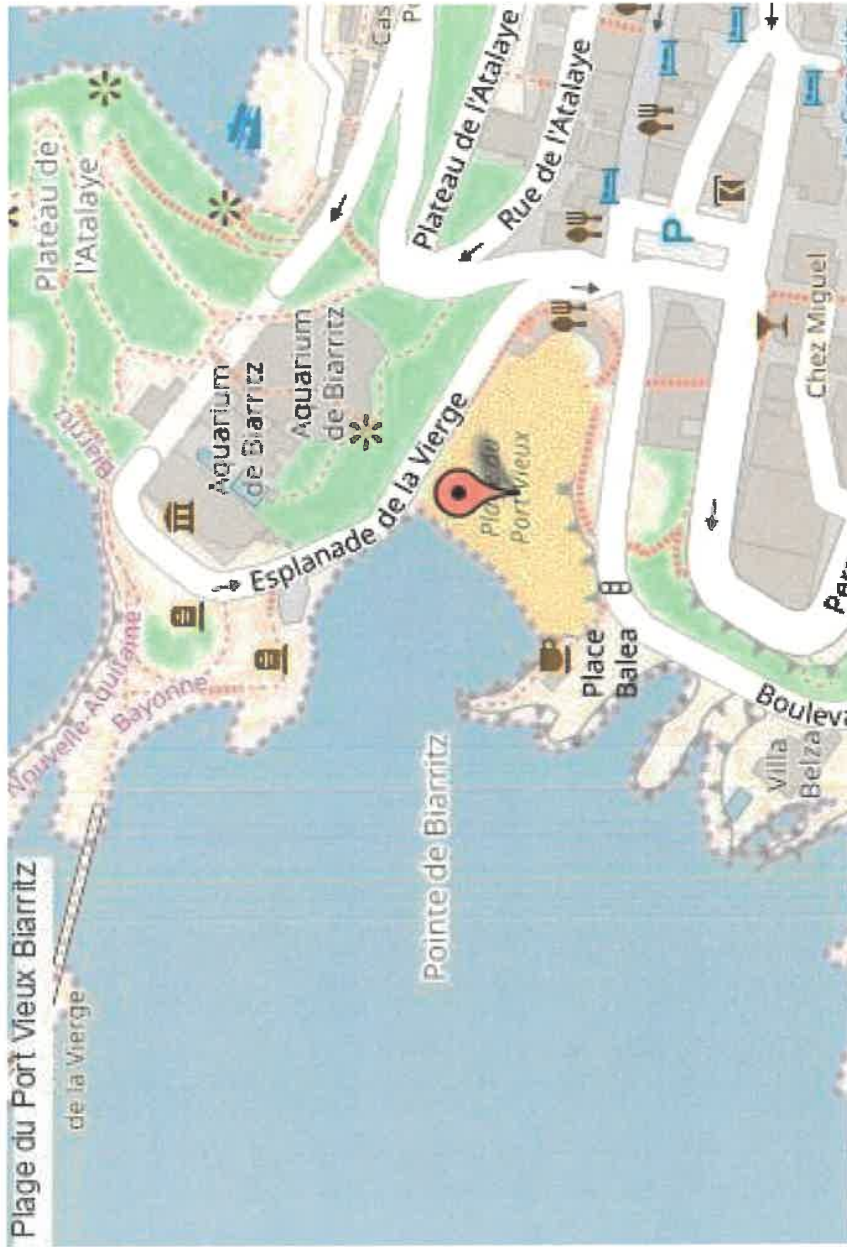 Plage du Port Vieux Biarritz
de la Vierge
Nouvelle-Aquitaine
Bayonne
Biarritz
Plateau de
l'Atalaye
Aquarium
de Biarritz
Aquarium
de Biarritz
Esplanade de la Vierge
Plateau de l'Atalaye
Rue de l'Atalaye
Port Vieux
Pointe de Biarritz
Place
Balea
P
Villa
Belza
Chez Miguel